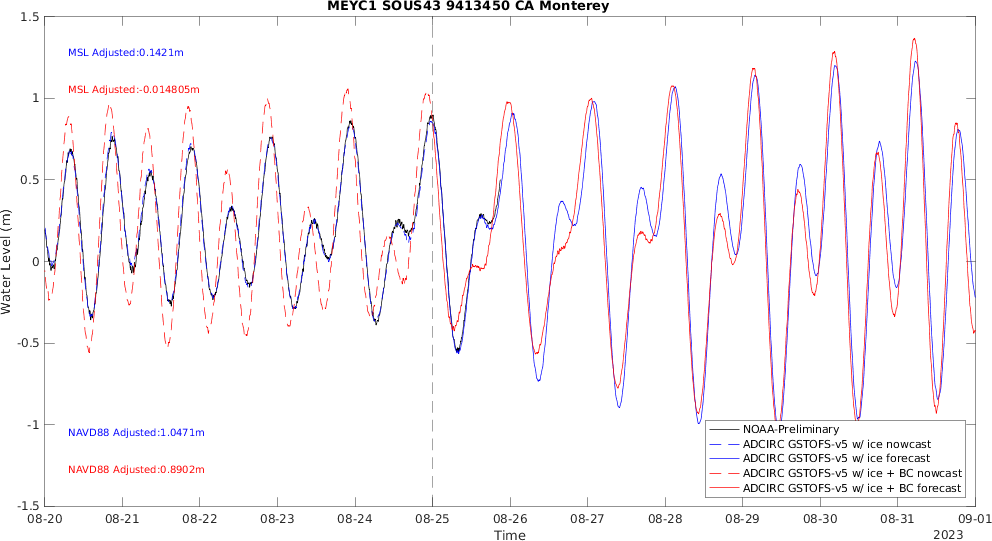 MEYC1 SOUS43 9413450 CA Monterey
1.5
1
0.5
0
-0.5
-1
-1.5
Water Level (m)
MSL Adjusted:0.1421m
MSL Adjusted:-0.014805m
NAVD88 Adjusted:1.0471m
NAVD88 Adjusted:0.8902m
NOAA-Preliminary
ADCIRC GSTOFS-v5 w/ ice nowcast
ADCIRC GSTOFS-v5 w/ ice forecast
ADCIRC GSTOFS-v5 w/ ice + BC nowcast
ADCIRC GSTOFS-v5 w/ ice + BC forecast
08-20 08-21 08-22 08-23 08-24 08-25 08-26 08-27 08-28 08-29 08-30 08-31 09-01
Time
2023